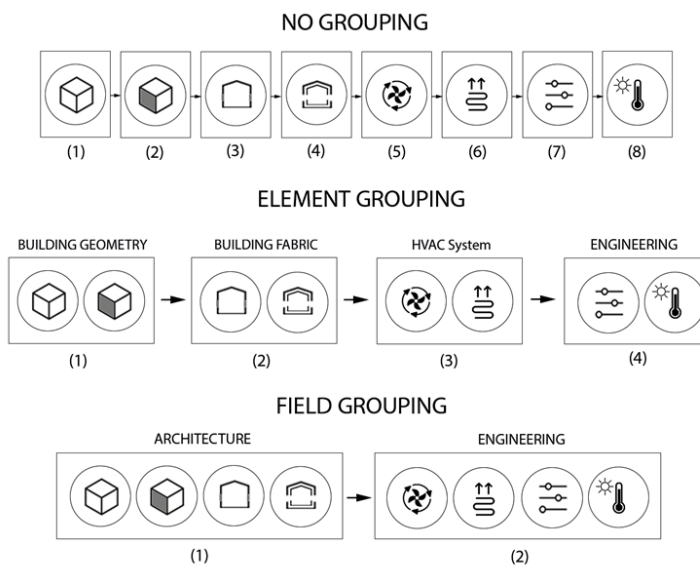 NO GROUPING
(1) (2) (3) (4) (5) (6) (7) (8)
ELEMENT GROUPING
BUILDING GEOMETRY BUILDING FABRIC HVAC System ENGINEERING
(1) (2) (3) (4)
FIELD GROUPING
ARCHITECTURE ENGINEERING
(1) (2)